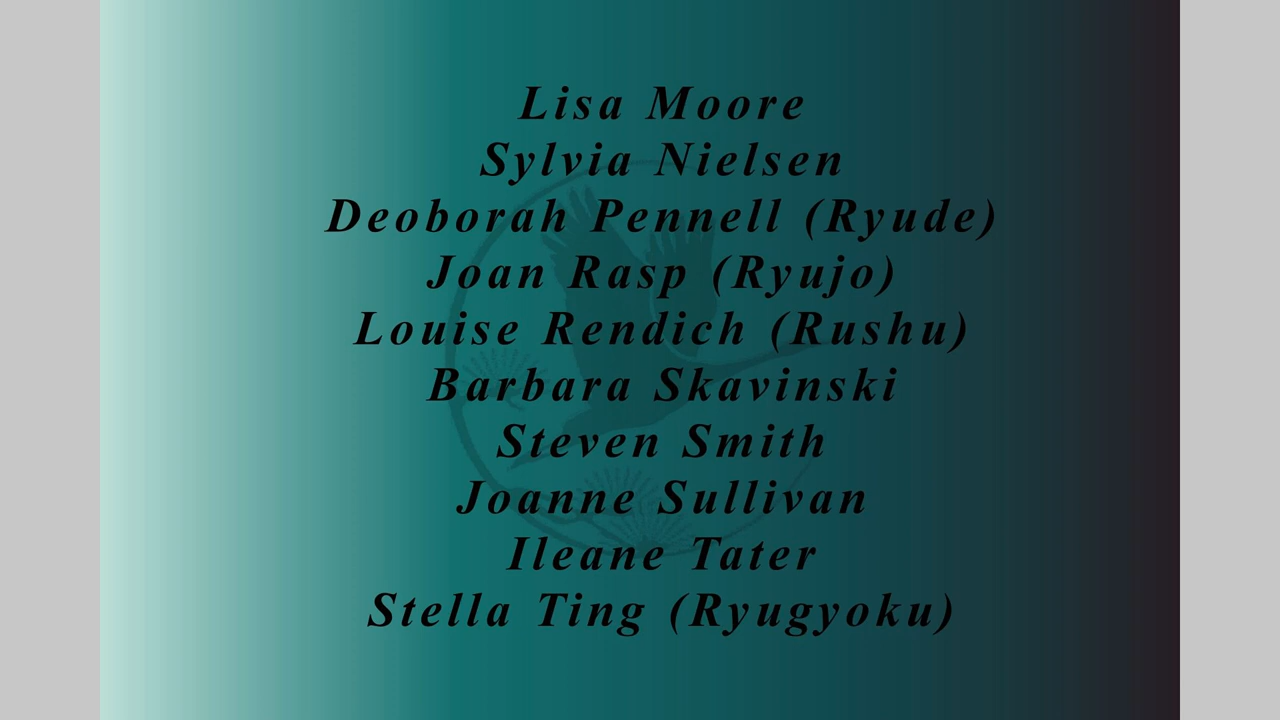 Lisa Moore
Sylvia Nielsen
Deoborah Pennell (Ryude)
Joan Rasp (Ryujo)
Louise Rendich (Rushu)
Barbara Skavinski
Steven Smith
Joanne Sullivan
Ileane Tater
Stella Ting (Ryugyoku)